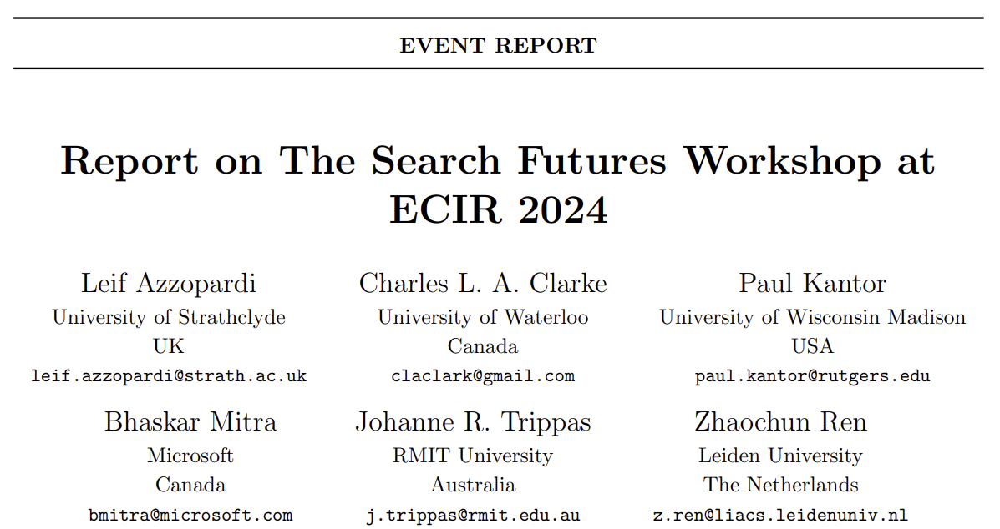 EVENT REPORT
Report on The Search Futures Workshop at
ECIR 2024
Leif Azzopardi
University of Strathclyde
UK
leif.azzopardi@strath.ac.uk
Charles L. A. Clarke
University of Waterloo
Canada
claclark@gmail.com
Paul Kantor
University of Wisconsin Madison
USA
paul.kantor@rutgers.edu
Bhaskar Mitra
Microsoft
Canada
bmitra@microsoft.com
Johanne R. Trippas
RMIT University
Australia
j.trippas@rmit.edu.au
Zhaochun Ren
Leiden University
The Netherlands
z.ren@liacs.leidenuniv.nl